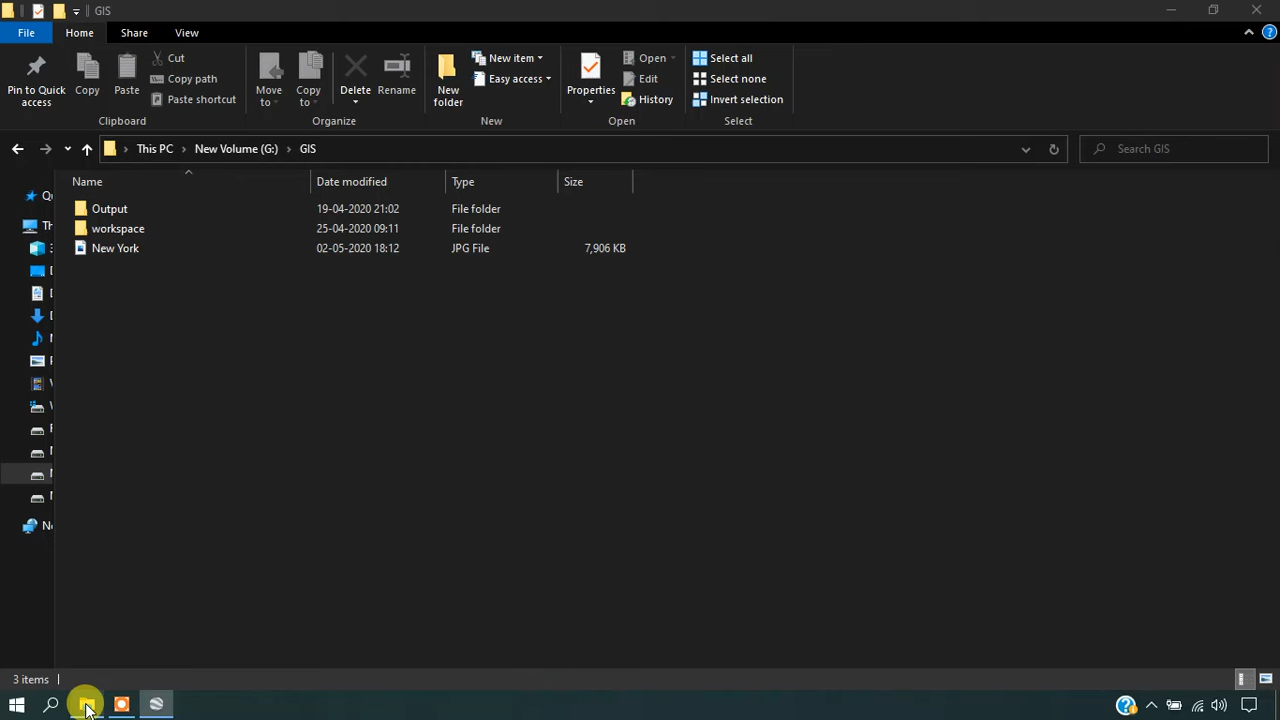 GIS
File Home Share View
Pin to Quick access
Copy
Paste
Cut
Copy path
Paste shortcut
Clipboard
Move to
Copy to
Delete
Rename
Organize
New folder
New item
Easy access
New
Properties
Open
Edit
History
Open
Select all
Select none
Invert selection
Select
This PC New Volume (G:) GIS
Search GIS
Name Date modified Type Size
Output 19-04-2020 21:02 File folder
workspace 25-04-2020 09:11 File folder
New York 02-05-2020 18:12 JPG File 7,906 KB
3 items